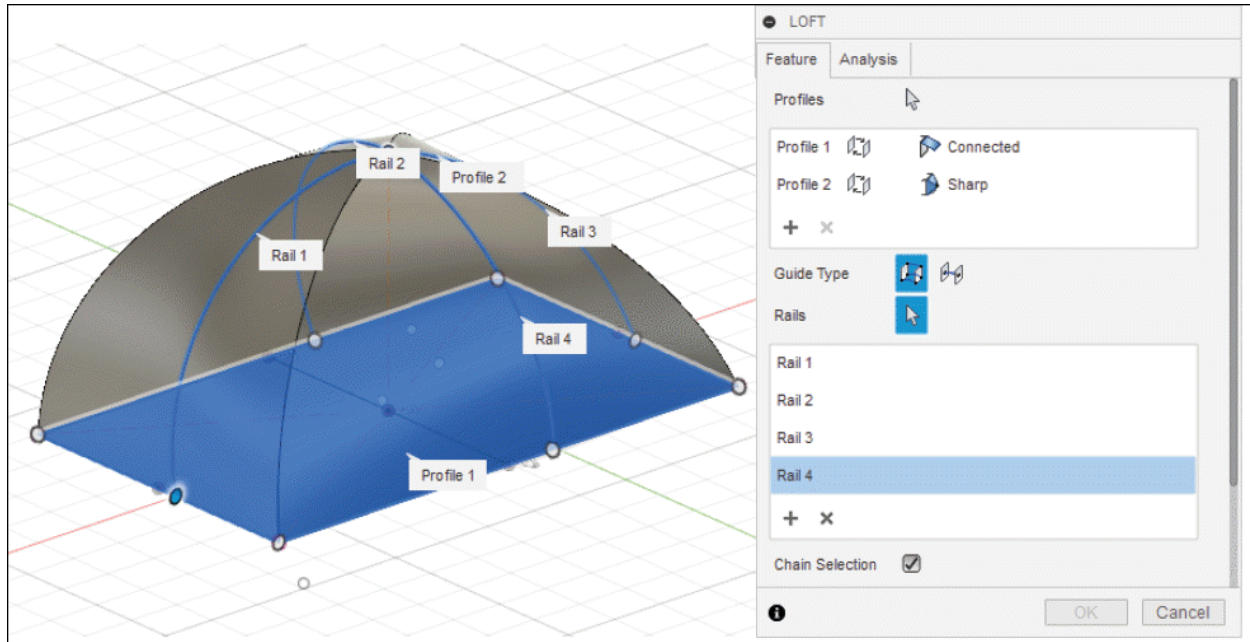 LOFT
Feature Analysis
Profiles
Profile 1 Connected
Profile 2 Sharp
Guide Type
Rails
Rail 1
Rail 2
Rail 3
Rail 4
Chain Selection
OK Cancel
Rail 2
Profile 2
Rail 3
Rail 1
Rail 4
Profile 1